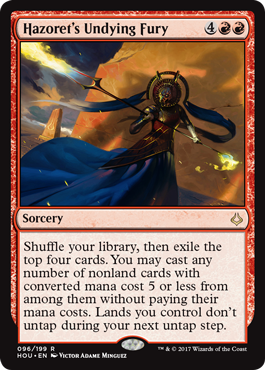 Hazoret's Undying Fury 4
Sorcery
Shuffle your library, then exile the
top four cards. You may cast any
number of nonland cards with
converted mana cost 5 or less from
among them without paying their
mana costs. Lands you control don't
untap during your next untap step.
096/199 R
HOU • EN VICTOR ADAME MINGUEZ
™ & © 2017 Wizards of the Coast